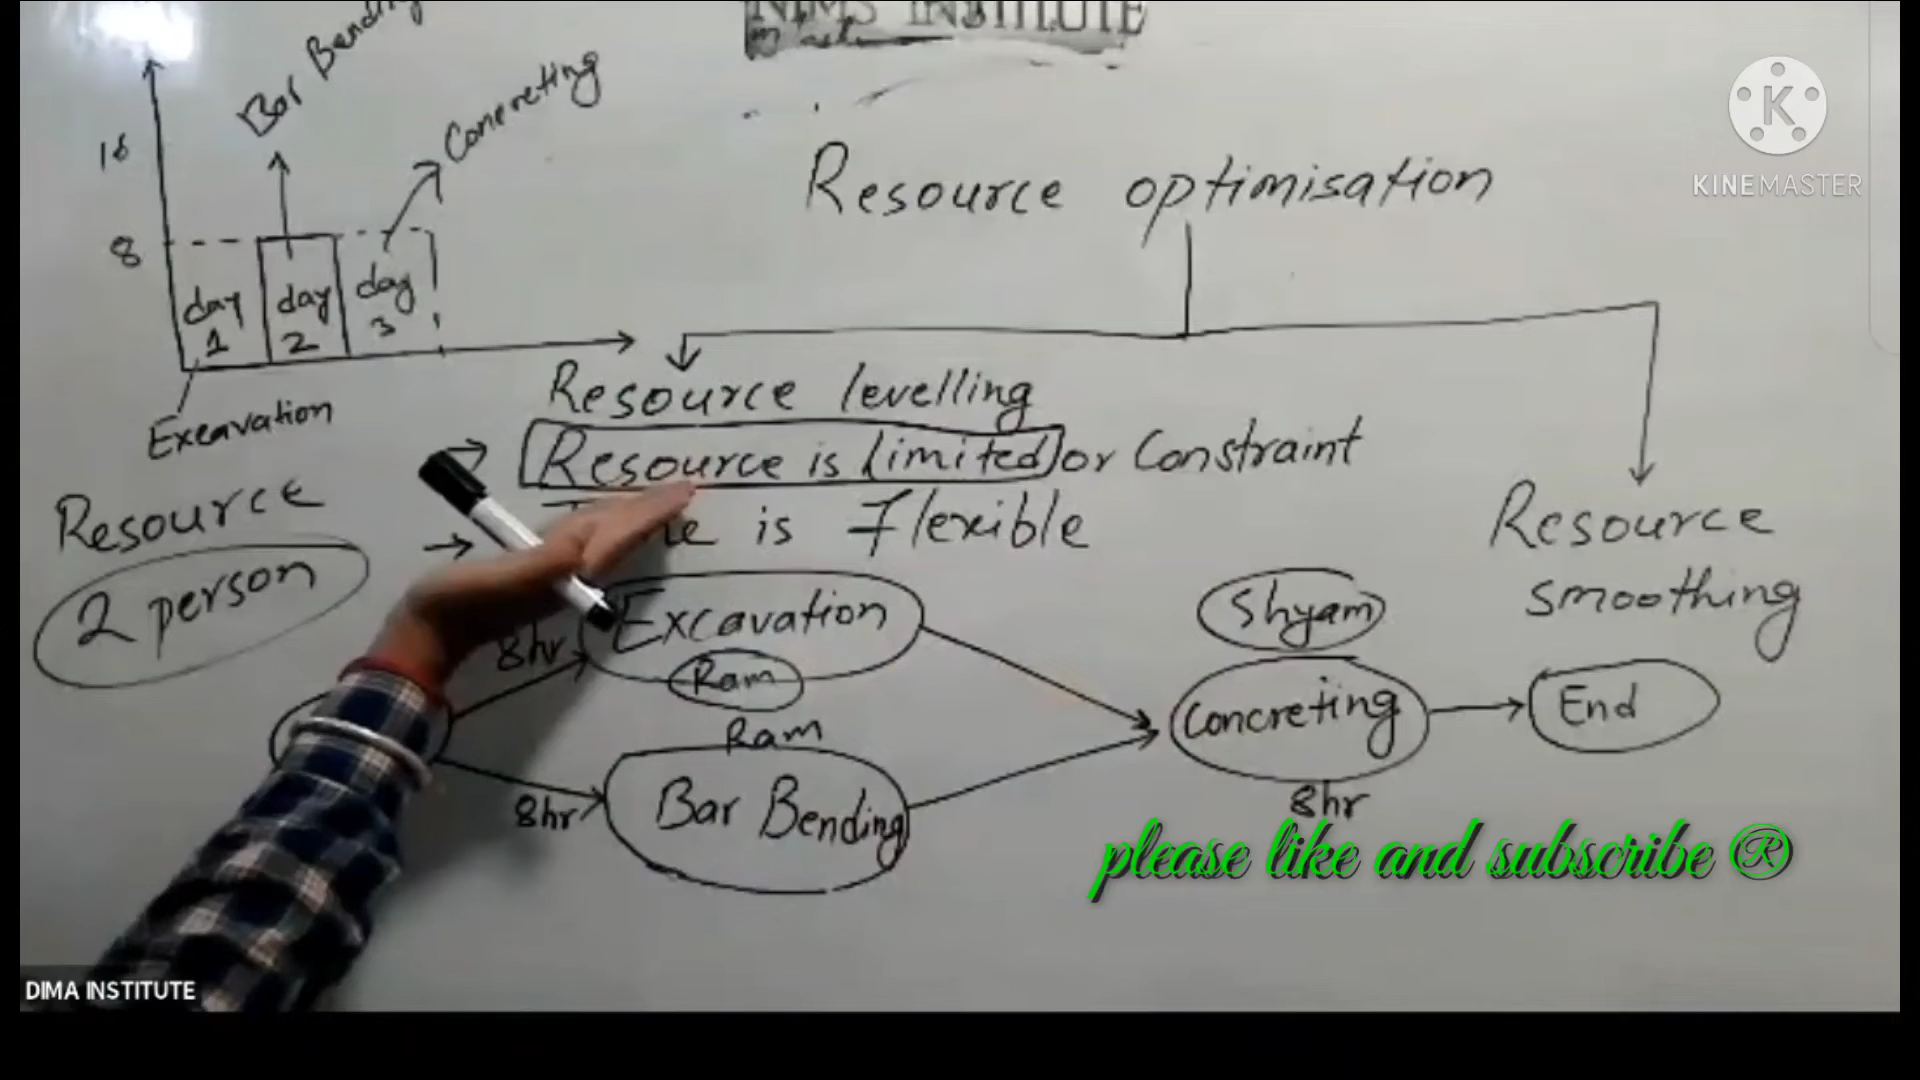 NIMS INSTITUTE
Bar Bending
Concreting
16
8
day
1
day
2
day
3
Excavation
KINEMASTER
Resource optimisation
Resource levelling
Resource is limited or Constraint
is Flexible
Resource
2 person
Resource
smoothing
8hr
Excavation
Ram
Ram
8hr
Bar Bending
Shyam
Concreting
8hr
End
please like and subscribe ®
DIMA INSTITUTE